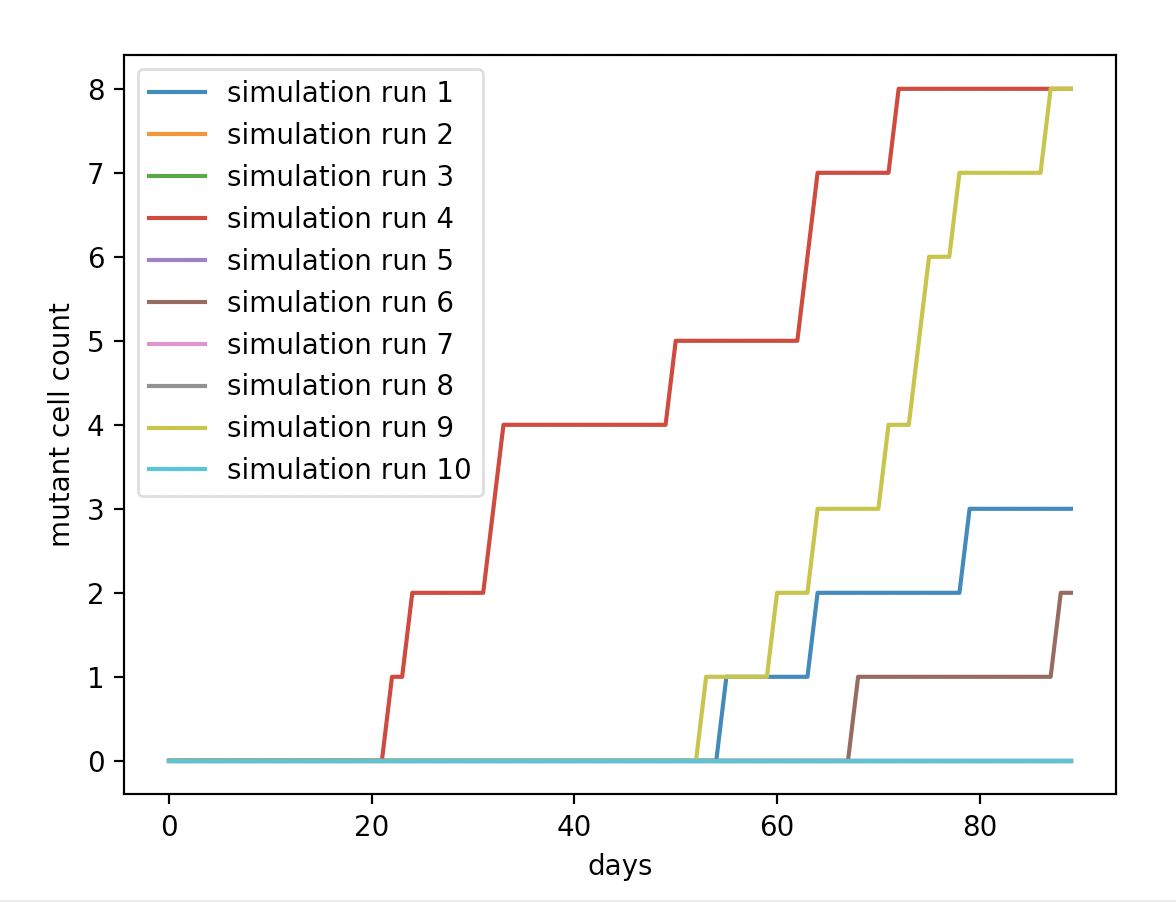 8
7
6
5
4
3
2
1
0
mutant cell count
simulation run 1
simulation run 2
simulation run 3
simulation run 4
simulation run 5
simulation run 6
simulation run 7
simulation run 8
simulation run 9
simulation run 10
0 20 40 60 80
days